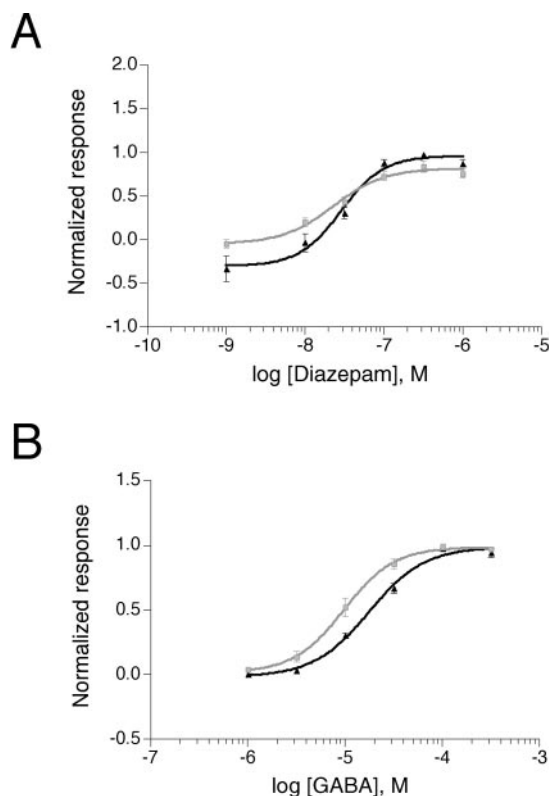 A
Normalized response
2.0
1.5
1.0
0.5
0.0
-0.5
-1.0
-10 -9 -8 -7 -6 -5
log [Diazepam], M
B
Normalized response
1.5
1.0
0.5
0.0
-0.5
-7 -6 -5 -4 -3
log [GABA], M